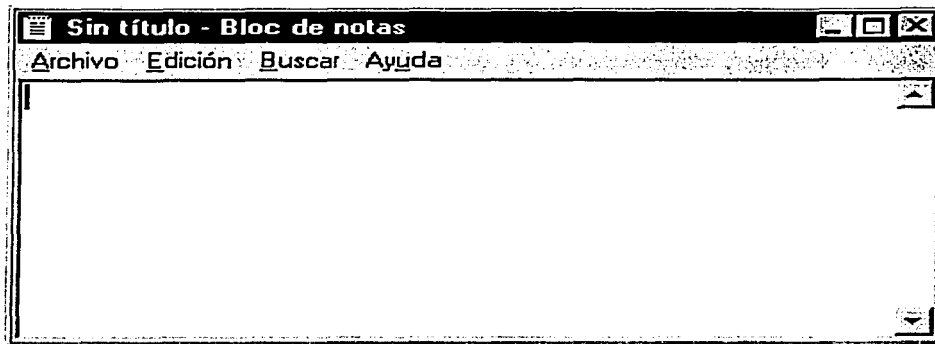 Sin título - Bloc de notas
Archivo Edición Buscar Ayuda